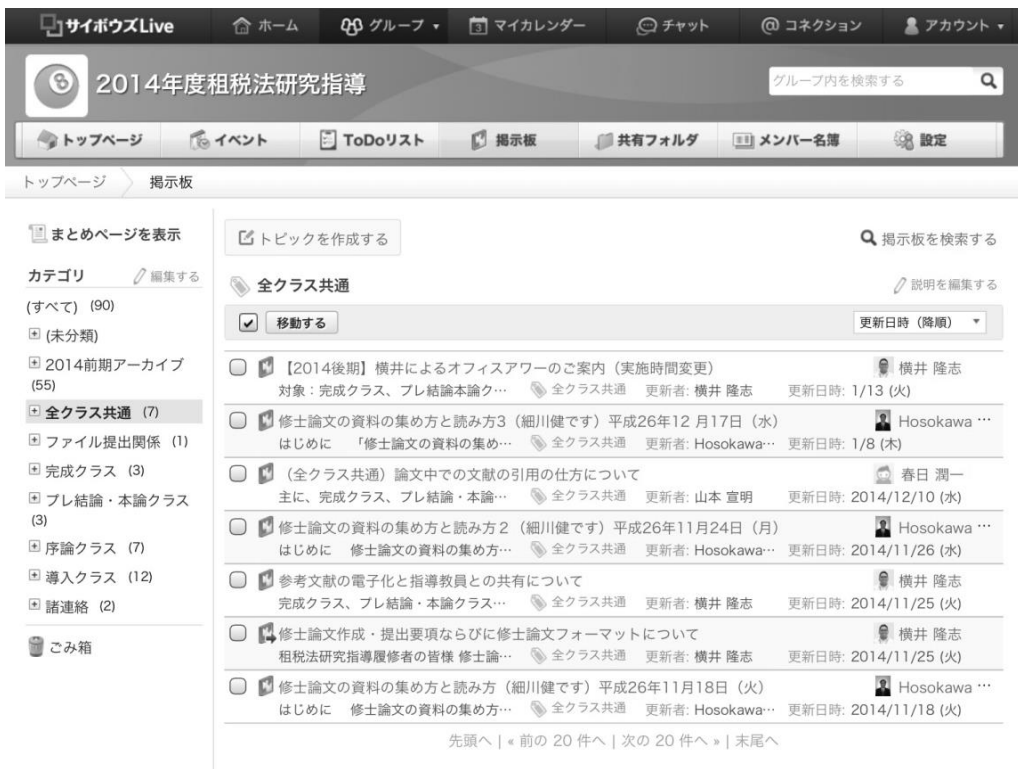 サイボウズLive ホーム グループ マイカレンダー チャット @ コネクション アカウント
2014年度租税法研究指導 グループ内を検索する
トップページ イベント ToDoリスト 掲示板 共有フォルダ メンバー名簿 設定
トップページ 掲示板
まとめページを表示
カテゴリ 編集する
(すべて) (90)
(未分類)
2014前期アーカイブ
(55)
全クラス共通 (7)
ファイル提出関係 (1)
完成クラス (3)
プレ結論・本論クラス
(3)
序論クラス (7)
導入クラス (12)
諸連絡 (2)
ごみ箱
トピックを作成する 掲示板を検索する
全クラス共通 説明を編集する
移動する 更新日時（降順）
【2014後期】横井によるオフィスアワーのご案内（実施時間変更） 横井 隆志
対象：完成クラス、プレ結論本論ク… 全クラス共通 更新者: 横井 隆志 更新日時: 1/13 (火)
修士論文の資料の集め方と読み方3（細川健です）平成26年12 月17日（水） Hosokawa …
はじめに 「修士論文の資料の集め… 全クラス共通 更新者: Hosokawa… 更新日時: 1/8 (木)
（全クラス共通）論文中での文献の引用の仕方について 春日 潤一
主に、完成クラス、プレ結論・本論… 全クラス共通 更新者: 山本 宣明 更新日時: 2014/12/10 (水)
修士論文の資料の集め方と読み方２（細川健です）平成26年11月24日（月） Hosokawa …
はじめに 修士論文の資料の集め方… 全クラス共通 更新者: Hosokawa… 更新日時: 2014/11/26 (水)
参考文献の電子化と指導教員との共有について 横井 隆志
完成クラス、プレ結論・本論クラス… 全クラス共通 更新者: 横井 隆志 更新日時: 2014/11/25 (火)
修士論文作成・提出要項ならびに修士論文フォーマットについて 横井 隆志
租税法研究指導履修者の皆様 修士論… 全クラス共通 更新者: 横井 隆志 更新日時: 2014/11/25 (火)
修士論文の資料の集め方と読み方（細川健です）平成26年11月18日（火） Hosokawa …
はじめに 修士論文の資料の集め方… 全クラス共通 更新者: Hosokawa… 更新日時: 2014/11/18 (火)
先頭へ | « 前の 20 件へ | 次の 20 件へ » | 末尾へ